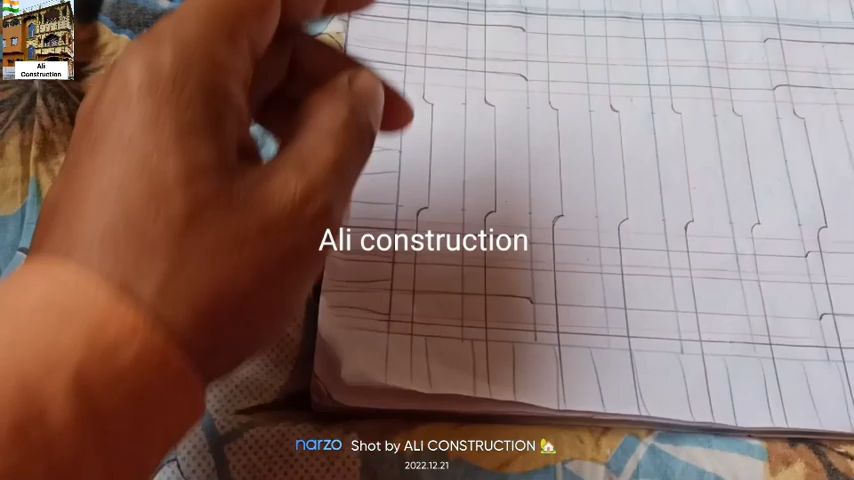 Ali
Construction
Ali construction
narzo Shot by ALI CONSTRUCTION 🏡
2022.12.21